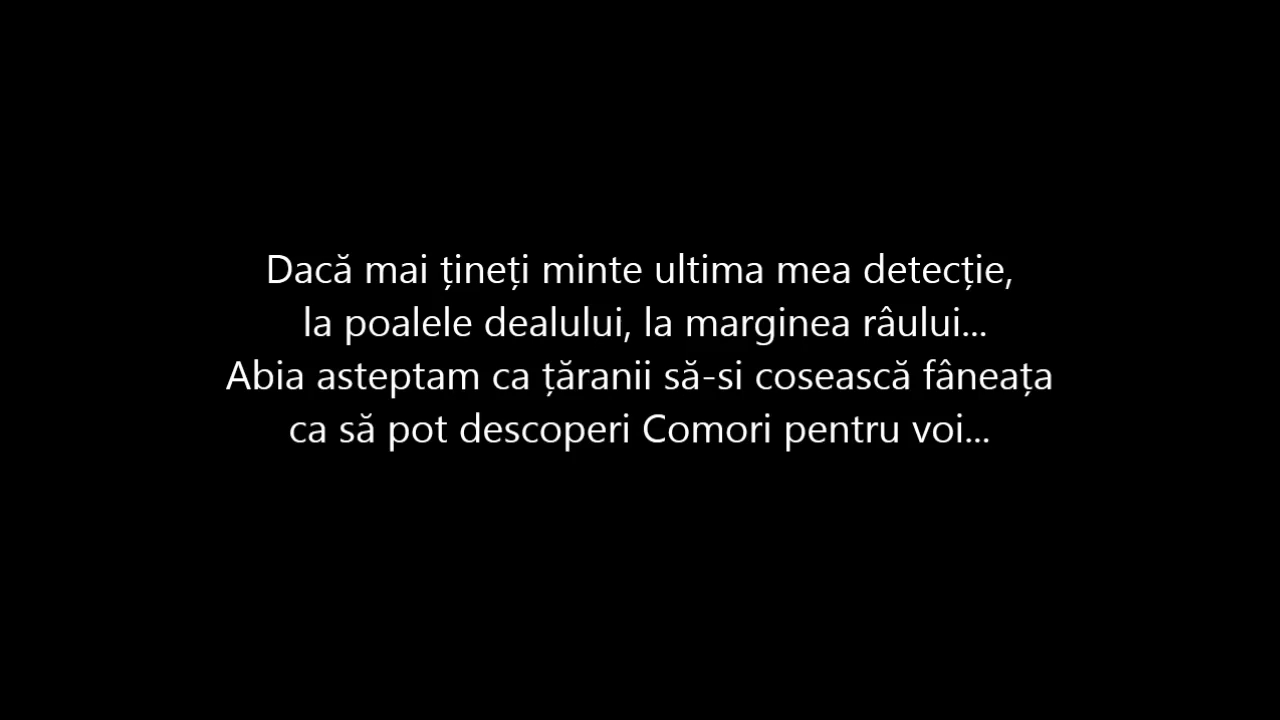 Dacă mai țineți minte ultima mea detecție,
la poalele dealului, la marginea râului...
Abia asteptam ca țăranii să-si cosească fâneața
ca să pot descoperi Comori pentru voi...